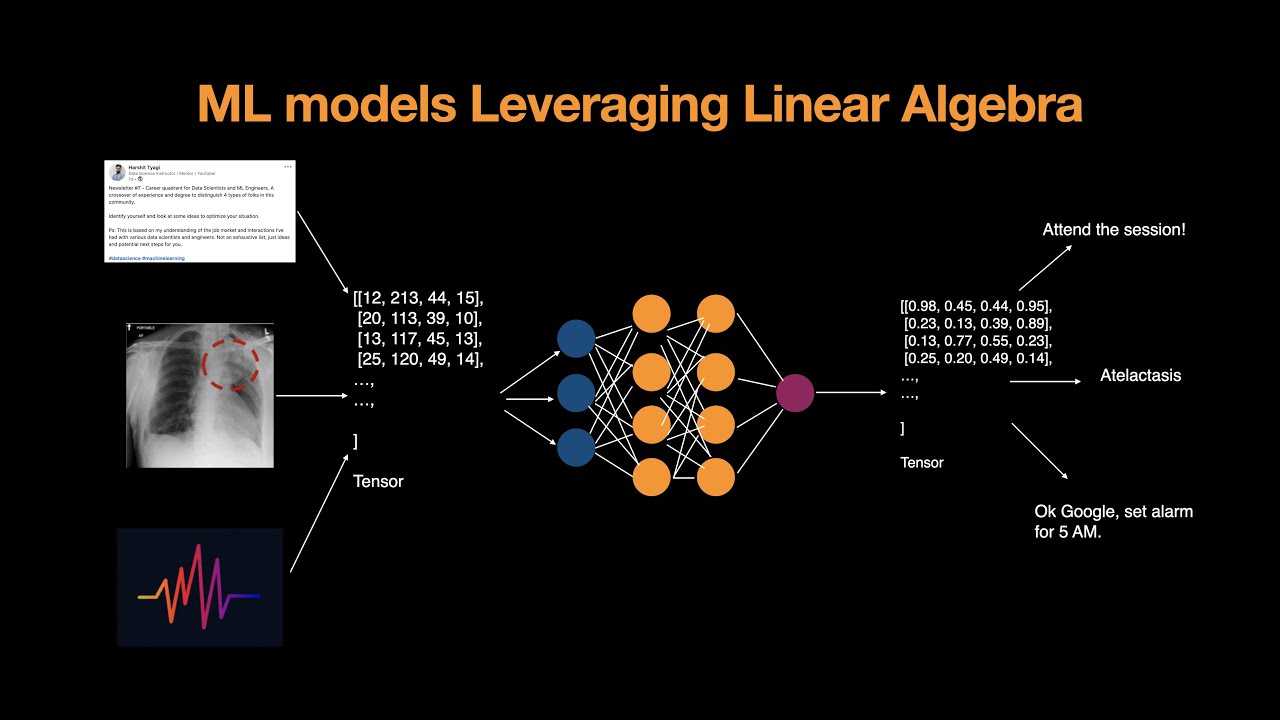 ML models Leveraging Linear Algebra
Harshit Tyagi
Data Science Instructor | Mentor | YouTuber
1d •
Newsletter #7 - Career quadrant for Data Scientists and ML Engineers. A
crossover of experience and degree to distinguish 4 types of folks in this
community.
Identify yourself and look at some ideas to optimize your situation.
Ps: This is based on my understanding of the job market and interactions I've
had with various data scientists and engineers. Not an exhaustive list, just ideas
and potential next steps for you.
#datascience #machinelearning
PORTABLE
AP
L
[[12, 213, 44, 15],
[20, 113, 39, 10],
[13, 117, 45, 13],
[25, 120, 49, 14],
...,
...,
]
Tensor
[[0.98, 0.45, 0.44, 0.95],
[0.23, 0.13, 0.39, 0.89],
[0.13, 0.77, 0.55, 0.23],
[0.25, 0.20, 0.49, 0.14],
...,
...,
]
Tensor
Attend the session!
Atelactasis
Ok Google, set alarm
for 5 AM.